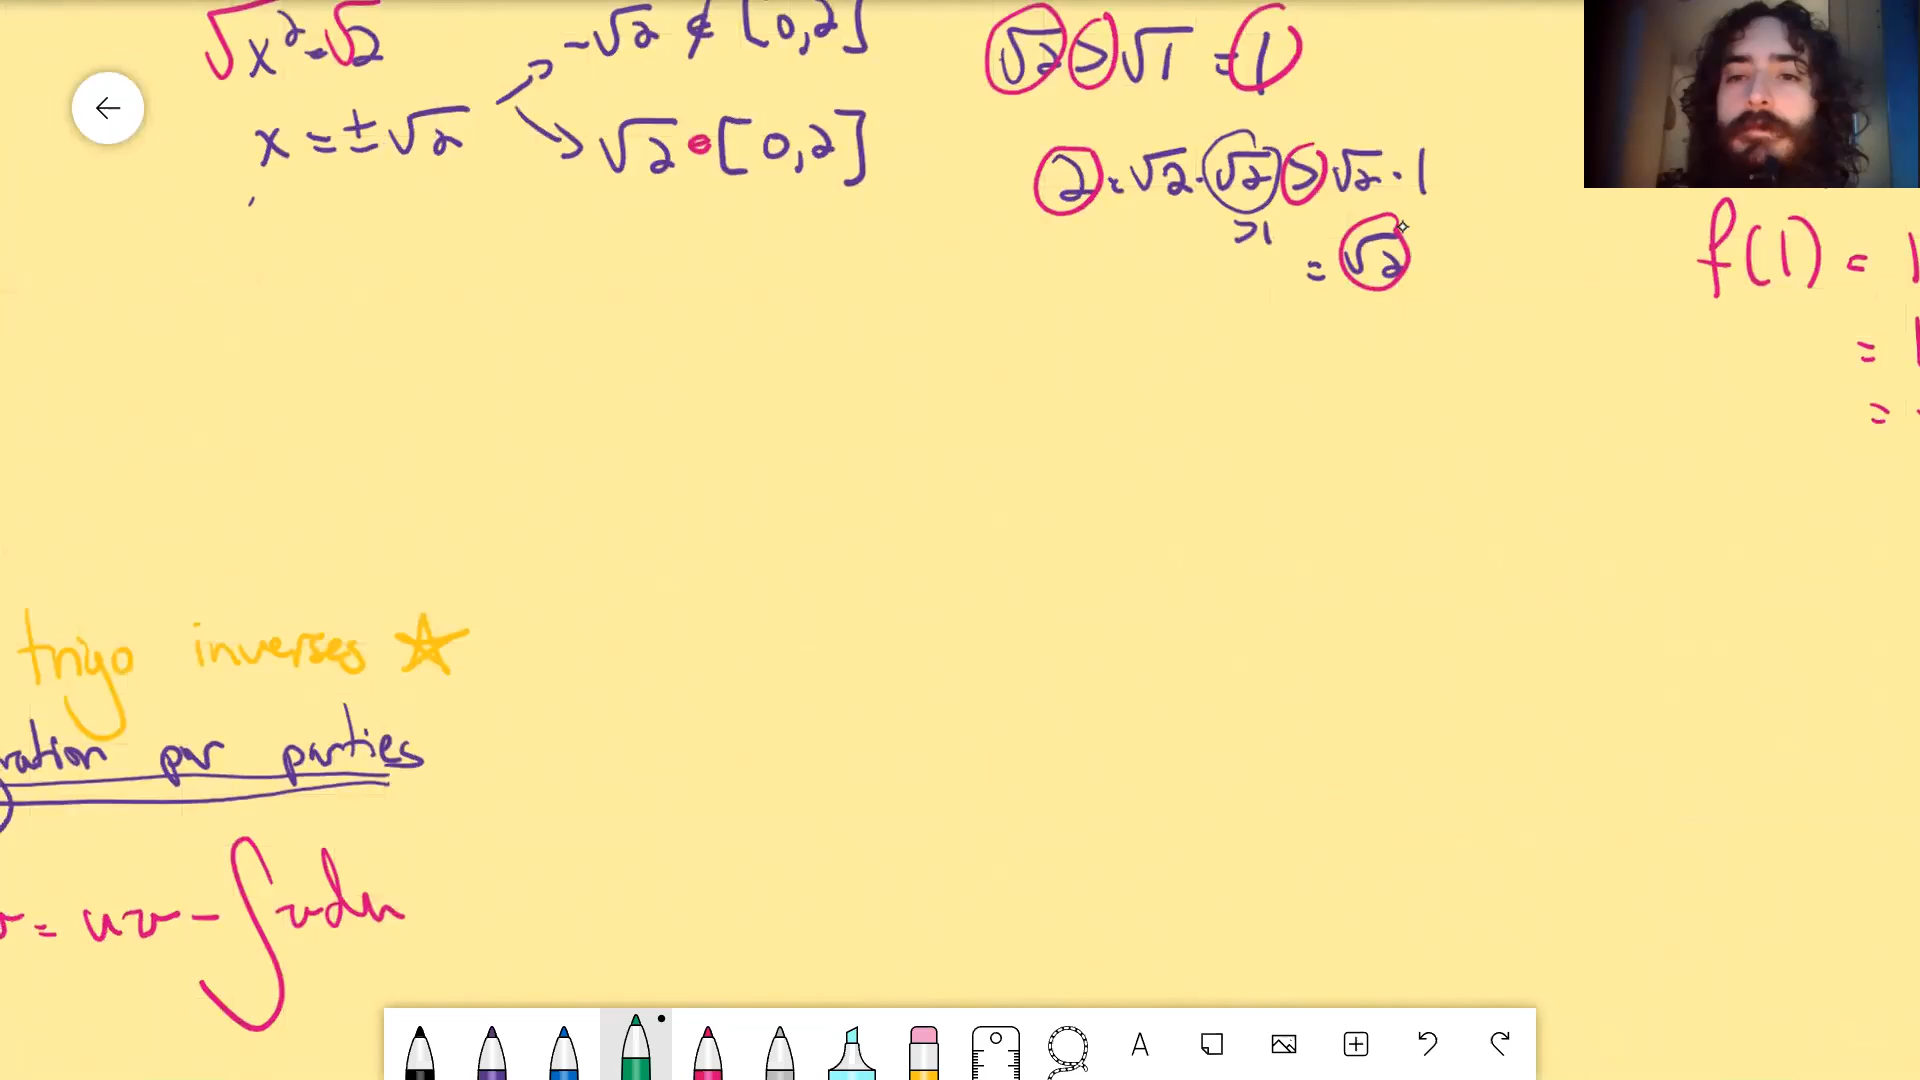 √x² = √2
x = ±√2
-√2 ∉ [0,2]
√2 ∈ [0,2]
√2 > √1 = 1
2 = √2 · √2 > √2 · 1
>1
= √2
f(1) = 1
=
=
trigo inverses ☆
ration par parties
= uv - ∫vdu
A